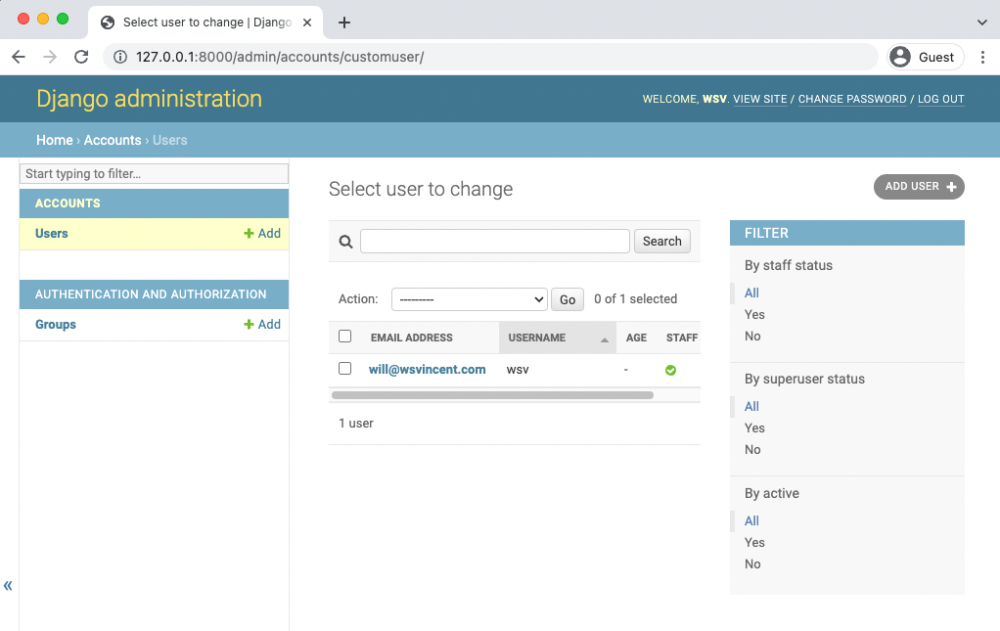 Select user to change | Django
127.0.0.1:8000/admin/accounts/customuser/
Guest
Django administration
WELCOME, WSV. VIEW SITE / CHANGE PASSWORD / LOG OUT
Home › Accounts › Users
Start typing to filter...
ACCOUNTS
Users
+ Add
AUTHENTICATION AND AUTHORIZATION
Groups
+ Add
«
Select user to change
ADD USER +
Search
Action: --------- Go 0 of 1 selected
EMAIL ADDRESS USERNAME AGE STAFF
will@wsvincent.com wsv - 
1 user
FILTER
By staff status
All
Yes
No
By superuser status
All
Yes
No
By active
All
Yes
No